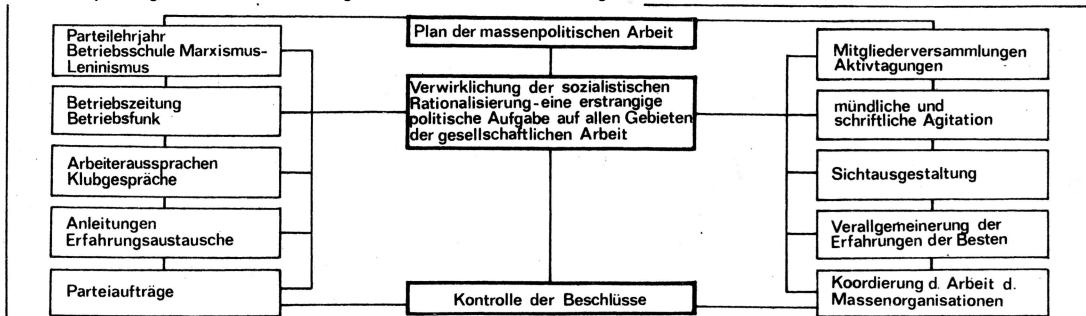 Plan der massenpolitischen Arbeit
Parteilehrjahr
Betriebsschule Marxismus-
Leninismus
Betriebszeitung
Betriebsfunk
Arbeiteraussprachen
Klubgespräche
Anleitungen
Erfahrungsaustausche
Parteiaufträge
Verwirklichung der sozialistischen
Rationalisierung-eine erstrangige
politische Aufgabe auf allen Gebieten
der gesellschaftlichen Arbeit
Kontrolle der Beschlüsse
Mitgliederversammlungen
Aktivtagungen
mündliche und
schriftliche Agitation
Sichtausgestaltung
Verallgemeinerung der
Erfahrungen der Besten
Koordierung d. Arbeit d.
Massenorganisationen